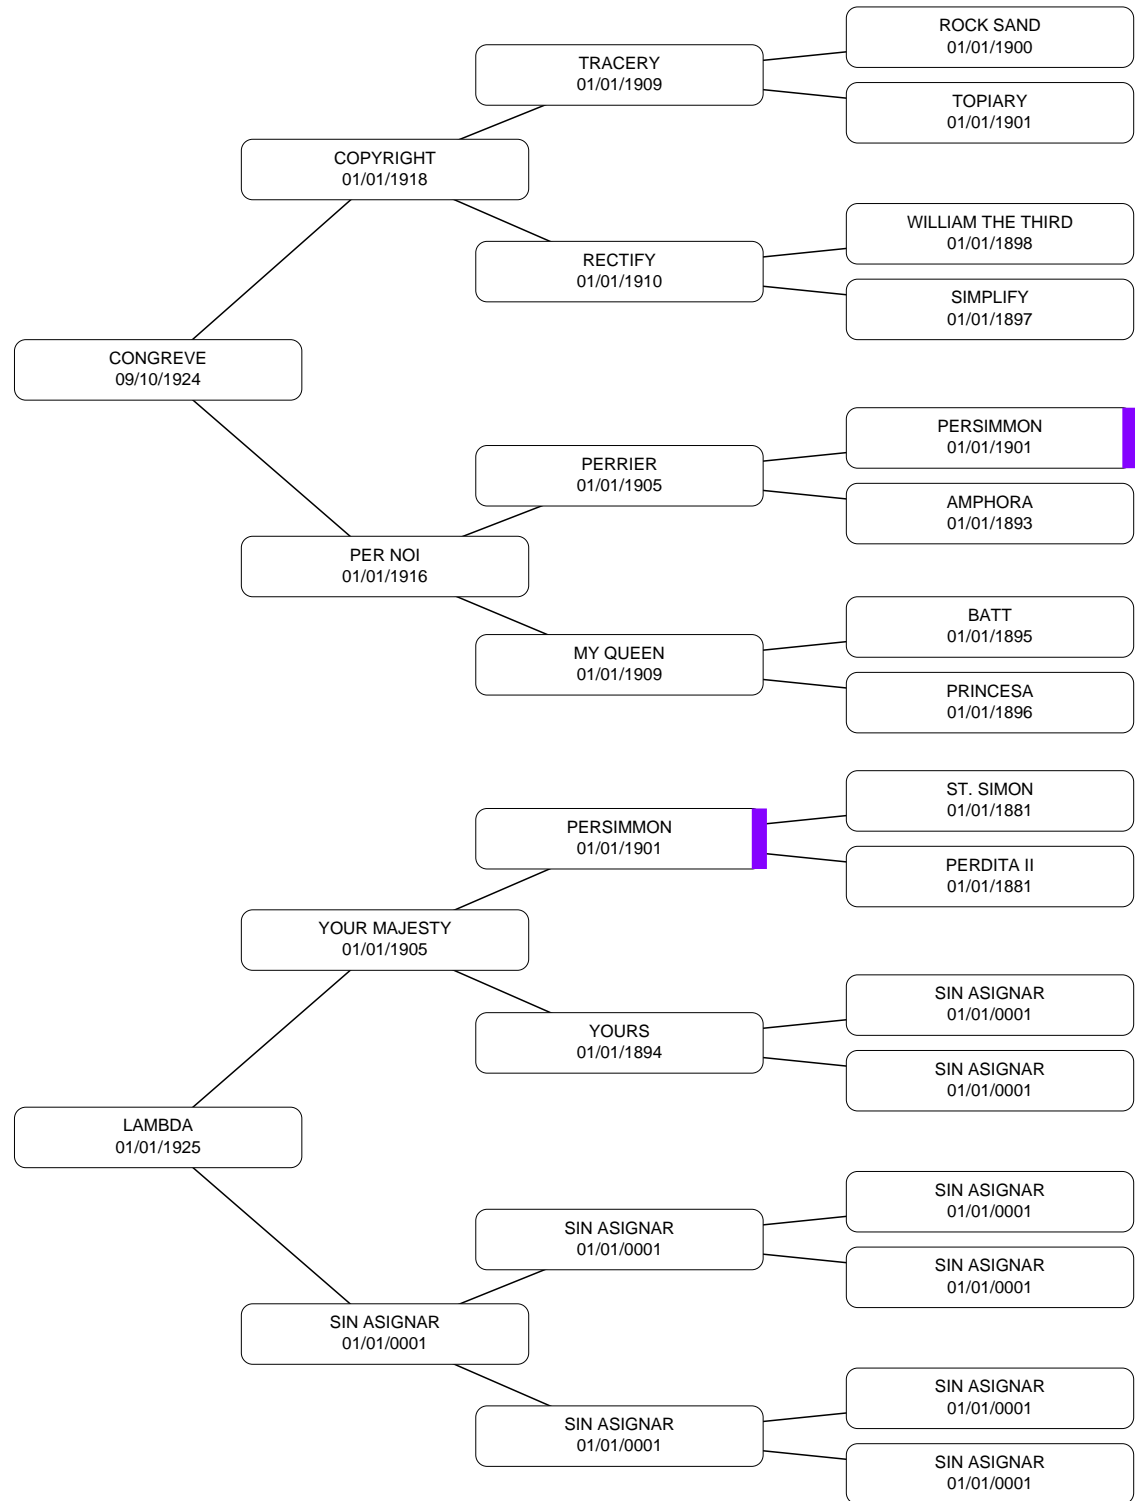 ROCK SAND
01/01/1900
TRACERY
01/01/1909
TOPIARY
01/01/1901
COPYRIGHT
01/01/1918
WILLIAM THE THIRD
01/01/1898
RECTIFY
01/01/1910
SIMPLIFY
01/01/1897
CONGREVE
09/10/1924
PERSIMMON
01/01/1901
PERRIER
01/01/1905
AMPHORA
01/01/1893
PER NOI
01/01/1916
BATT
01/01/1895
MY QUEEN
01/01/1909
PRINCESA
01/01/1896
ST. SIMON
01/01/1881
PERSIMMON
01/01/1901
PERDITA II
01/01/1881
YOUR MAJESTY
01/01/1905
SIN ASIGNAR
01/01/0001
YOURS
01/01/1894
SIN ASIGNAR
01/01/0001
LAMBDA
01/01/1925
SIN ASIGNAR
01/01/0001
SIN ASIGNAR
01/01/0001
SIN ASIGNAR
01/01/0001
SIN ASIGNAR
01/01/0001
SIN ASIGNAR
01/01/0001
SIN ASIGNAR
01/01/0001
SIN ASIGNAR
01/01/0001